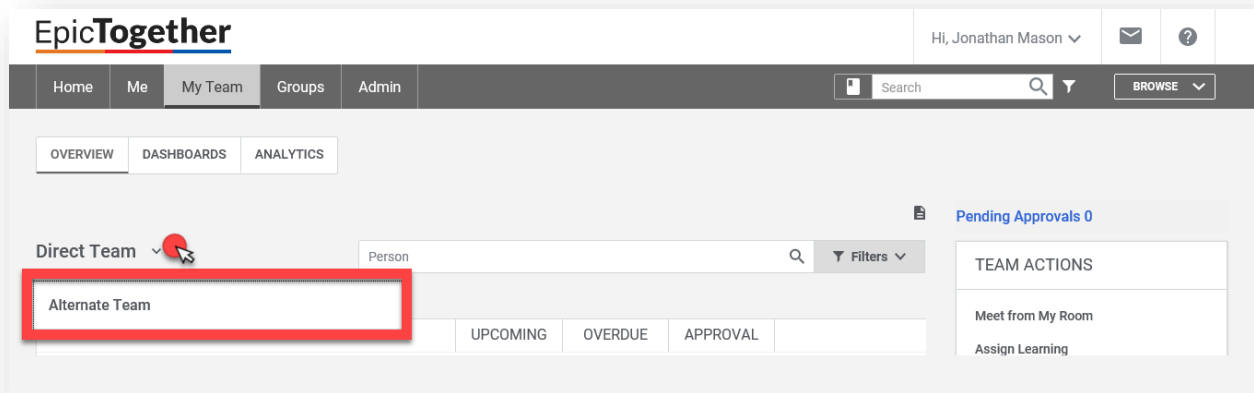 EpicTogether
Hi, Jonathan Mason
Home Me My Team Groups Admin
Search
BROWSE
OVERVIEW DASHBOARDS ANALYTICS
Pending Approvals 0
Direct Team
Person
Filters
TEAM ACTIONS
Alternate Team
Meet from My Room
UPCOMING OVERDUE APPROVAL
Assign Learning